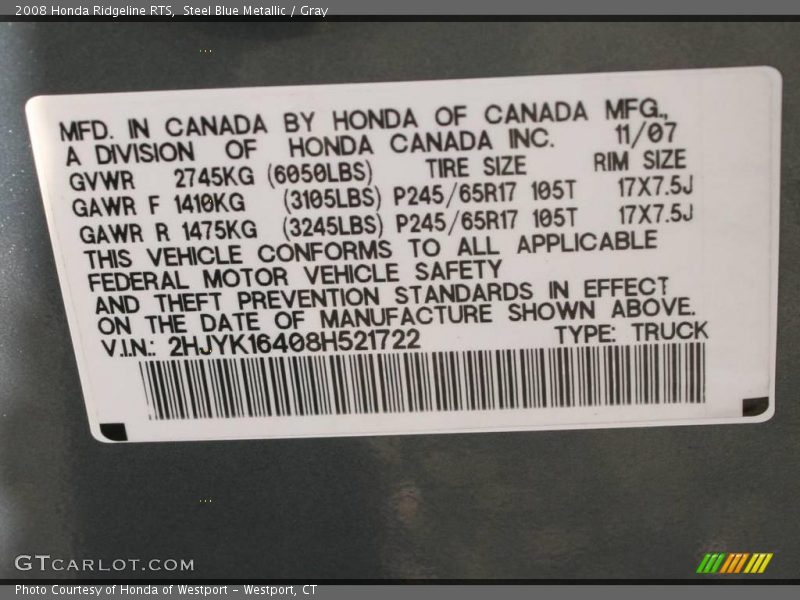 2008 Honda Ridgeline RTS,  Steel Blue Metallic / Gray
MFD. IN CANADA BY HONDA OF CANADA MFG.,
A DIVISION OF HONDA CANADA INC. 11/07
GVWR 2745KG (6050LBS) TIRE SIZE RIM SIZE
GAWR F 1410KG (3105LBS) P245/65R17 105T 17X7.5J
GAWR R 1475KG (3245LBS) P245/65R17 105T 17X7.5J
THIS VEHICLE CONFORMS TO ALL APPLICABLE
FEDERAL MOTOR VEHICLE SAFETY
AND THEFT PREVENTION STANDARDS IN EFFECT
ON THE DATE OF MANUFACTURE SHOWN ABOVE.
V.I.N.: 2HJYK16408H521722 TYPE: TRUCK
GTCARLOT.COM
Photo Courtesy of Honda of Westport - Westport, CT